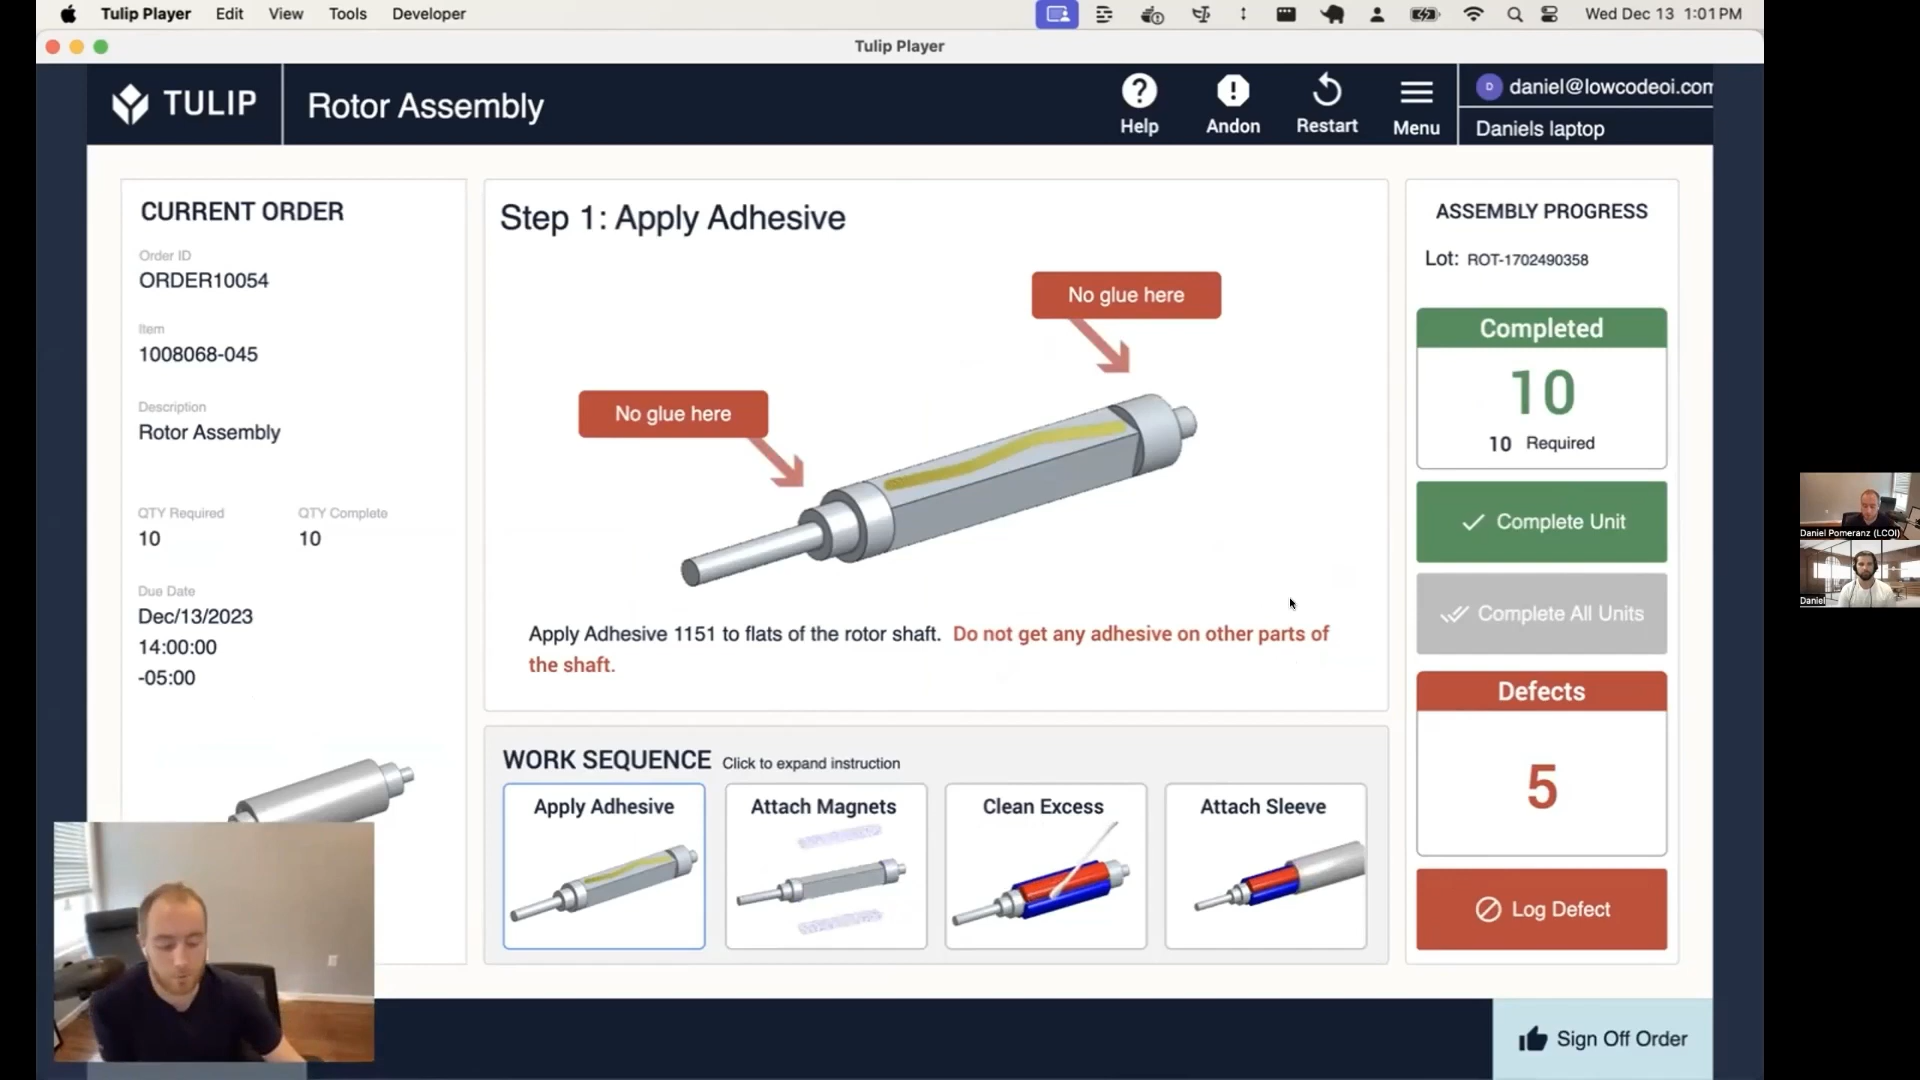 Tulip Player Edit View Tools Developer
Wed Dec 13 1:01 PM
Tulip Player
TULIP
Rotor Assembly
Help
Andon
Restart
Menu
D daniel@lowcodeoi.com
Daniels laptop
CURRENT ORDER
Order ID
ORDER10054
Item
1008068-045
Description
Rotor Assembly
QTY Required
10
QTY Complete
10
Due Date
Dec/13/2023
14:00:00
-05:00
Step 1: Apply Adhesive
No glue here
No glue here
Apply Adhesive 1151 to flats of the rotor shaft. Do not get any adhesive on other parts of
the shaft.
WORK SEQUENCE Click to expand instruction
Apply Adhesive
Attach Magnets
Clean Excess
Attach Sleeve
ASSEMBLY PROGRESS
Lot: ROT-1702490358
Completed
10
10 Required
Complete Unit
Complete All Units
Defects
5
Log Defect
Sign Off Order
Daniel Pomeranz (LCOI)
Daniel